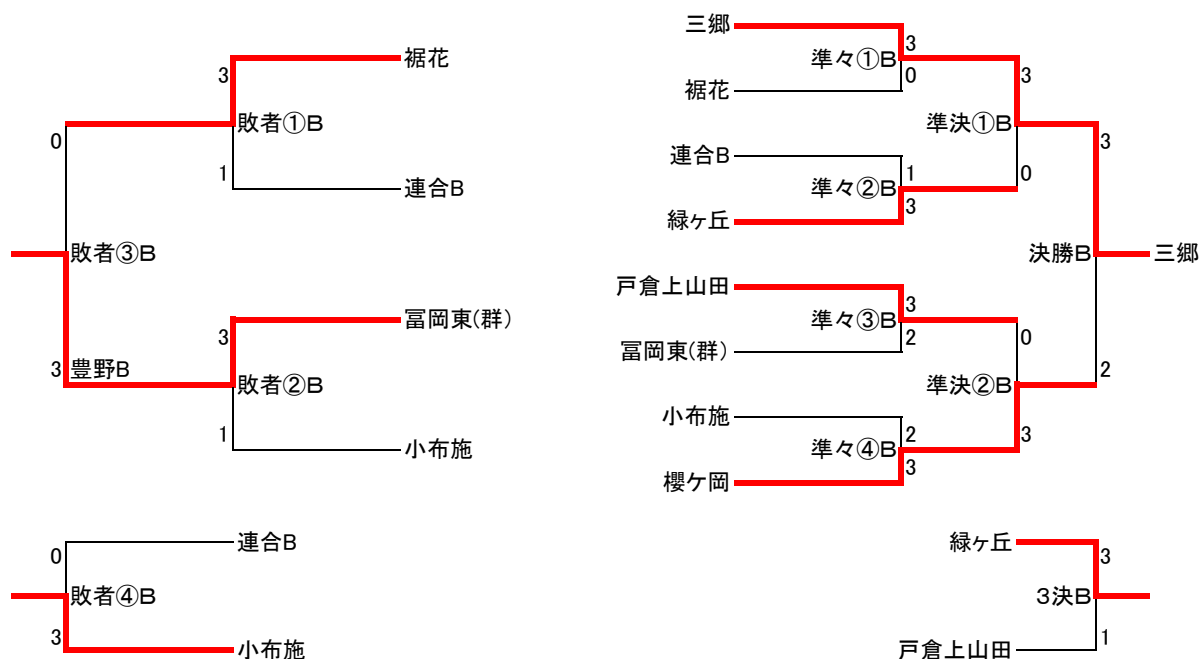 裾花
3
敗者①B
0
1
連合B
敗者③B
冨岡東(群)
3
3
豊野B
敗者②B
1
小布施
連合B
0
敗者④B
3
小布施
三郷
3
準々①B
0
3
裾花
準決①B
3
連合B
1
準々②B
0
3
緑ヶ丘
決勝B
三郷
戸倉上山田
3
準々③B
0
2
冨岡東(群)
準決②B
2
小布施
2
3
準々④B
3
櫻ケ岡
緑ヶ丘
3
3決B
1
戸倉上山田